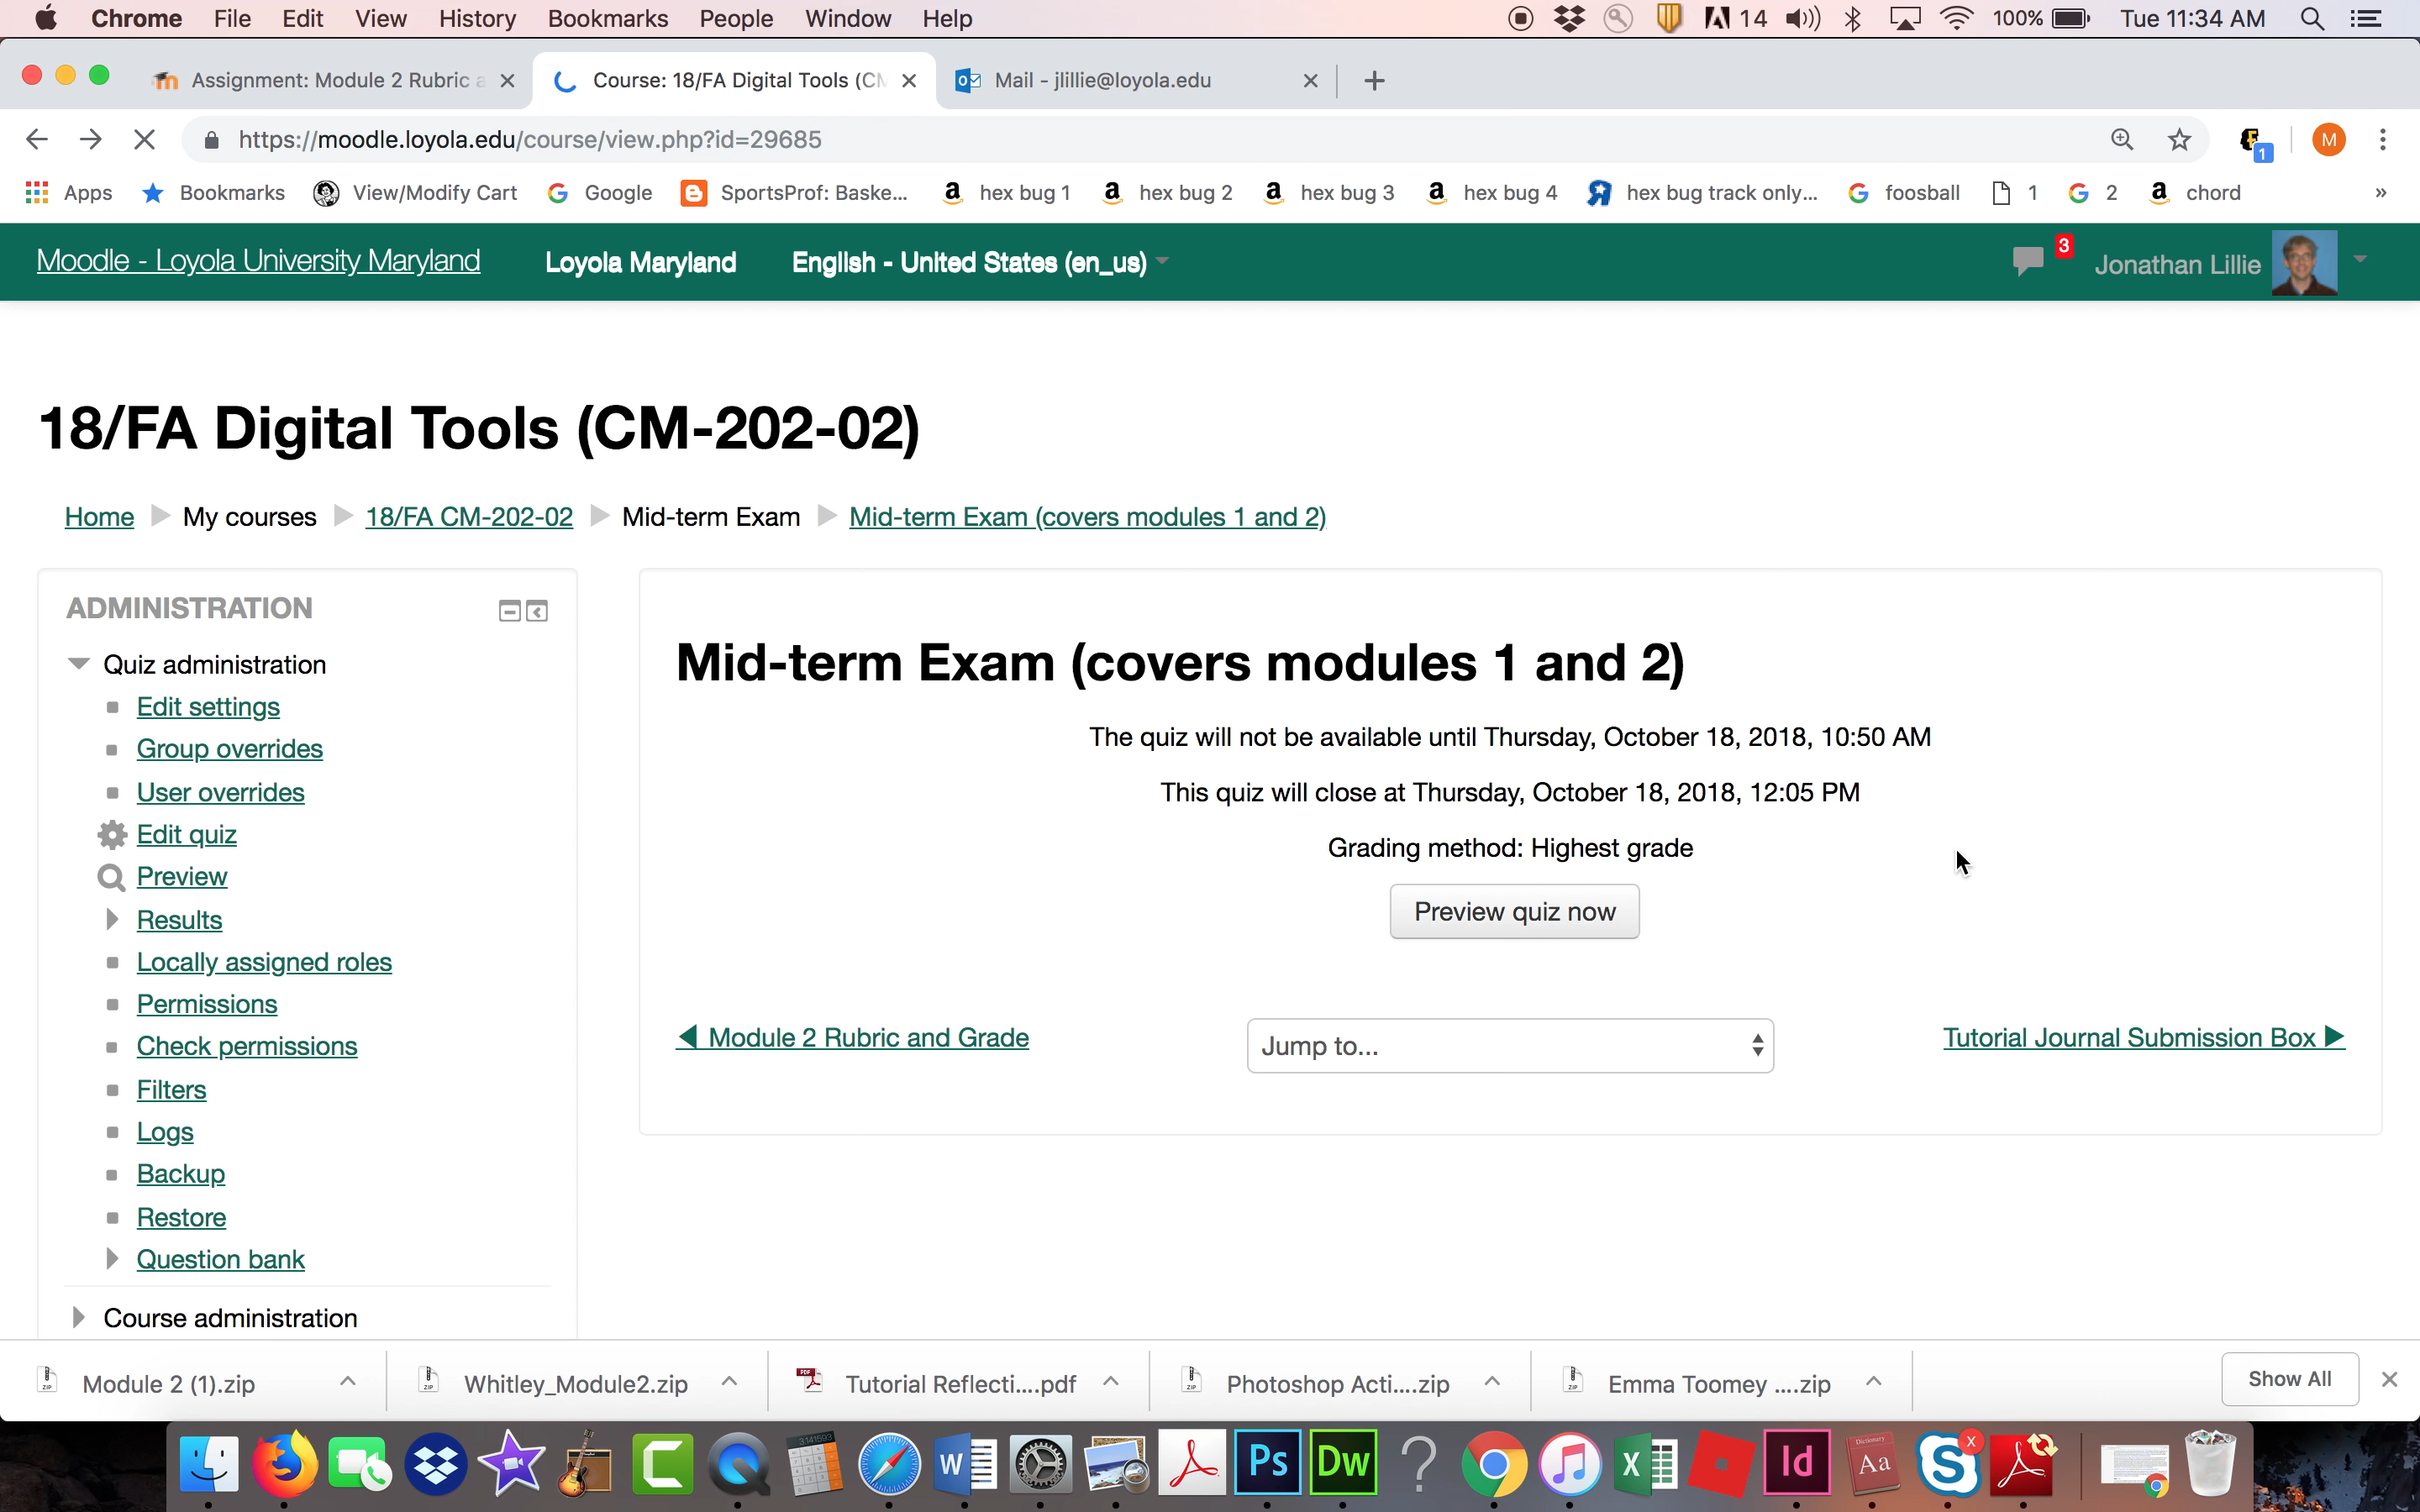 Chrome File Edit View History Bookmarks People Window Help 14 100% Tue 11:34 AM
Assignment: Module 2 Rubric a Course: 18/FA Digital Tools (CM Mail - jlillie@loyola.edu
https://moodle.loyola.edu/course/view.php?id=29685 1 M
Apps Bookmarks View/Modify Cart Google SportsProf: Baske... hex bug 1 hex bug 2 hex bug 3 hex bug 4 hex bug track only... foosball 1 2 chord »
Moodle - Loyola University Maryland Loyola Maryland English - United States (en_us) 3 Jonathan Lillie
18/FA Digital Tools (CM-202-02)
Home My courses 18/FA CM-202-02 Mid-term Exam Mid-term Exam (covers modules 1 and 2)
ADMINISTRATION
Quiz administration
Edit settings
Group overrides
User overrides
Edit quiz
Preview
Results
Locally assigned roles
Permissions
Check permissions
Filters
Logs
Backup
Restore
Question bank
Course administration
Mid-term Exam (covers modules 1 and 2)
The quiz will not be available until Thursday, October 18, 2018, 10:50 AM
This quiz will close at Thursday, October 18, 2018, 12:05 PM
Grading method: Highest grade
Preview quiz now
◀ Module 2 Rubric and Grade Jump to... Tutorial Journal Submission Box ▶
Module 2 (1).zip Whitley_Module2.zip Tutorial Reflecti....pdf Photoshop Acti....zip Emma Toomey ....zip Show All
3.141593 W Ps Dw ? X Id Dictionary Aa S